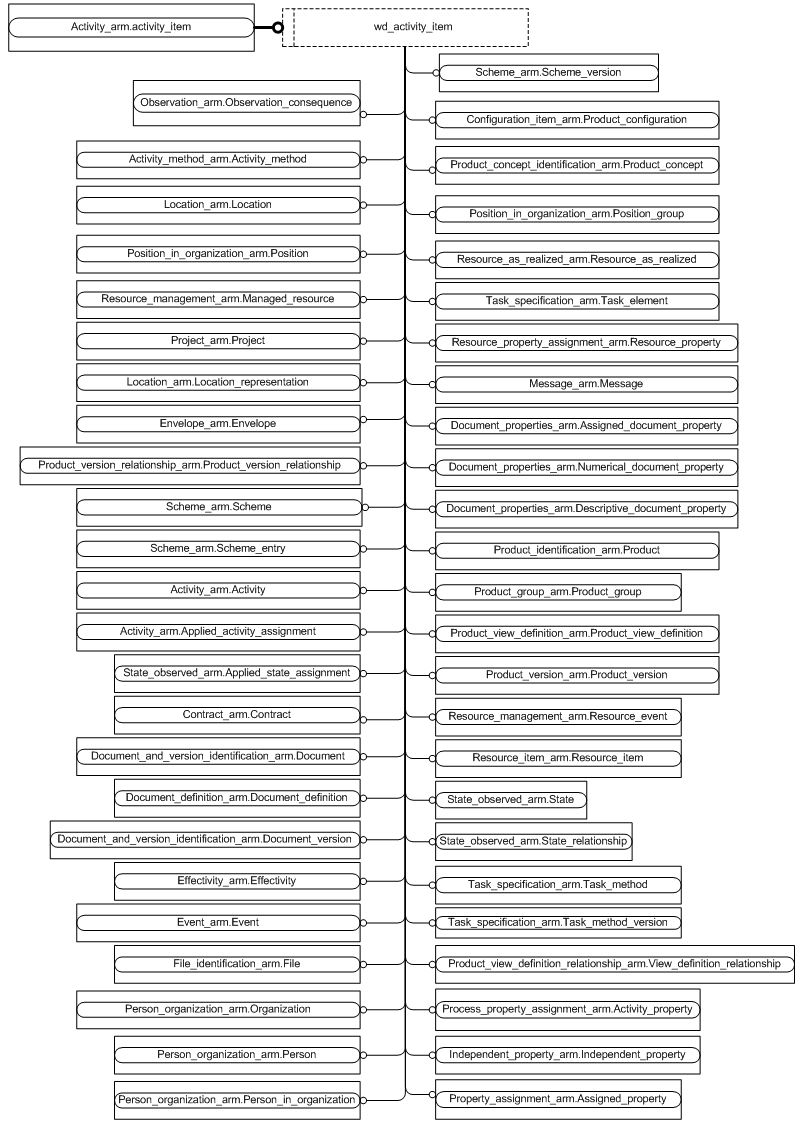 Activity_arm.activity_item
wd_activity_item
Scheme_arm.Scheme_version
Observation_arm.Observation_consequence
Configuration_item_arm.Product_configuration
Activity_method_arm.Activity_method
Product_concept_identification_arm.Product_concept
Location_arm.Location
Position_in_organization_arm.Position_group
Position_in_organization_arm.Position
Resource_as_realized_arm.Resource_as_realized
Resource_management_arm.Managed_resource
Task_specification_arm.Task_element
Project_arm.Project
Resource_property_assignment_arm.Resource_property
Location_arm.Location_representation
Message_arm.Message
Envelope_arm.Envelope
Document_properties_arm.Assigned_document_property
Product_version_relationship_arm.Product_version_relationship
Document_properties_arm.Numerical_document_property
Scheme_arm.Scheme
Document_properties_arm.Descriptive_document_property
Scheme_arm.Scheme_entry
Product_identification_arm.Product
Activity_arm.Activity
Product_group_arm.Product_group
Activity_arm.Applied_activity_assignment
Product_view_definition_arm.Product_view_definition
State_observed_arm.Applied_state_assignment
Product_version_arm.Product_version
Contract_arm.Contract
Resource_management_arm.Resource_event
Document_and_version_identification_arm.Document
Resource_item_arm.Resource_item
Document_definition_arm.Document_definition
State_observed_arm.State
Document_and_version_identification_arm.Document_version
State_observed_arm.State_relationship
Effectivity_arm.Effectivity
Task_specification_arm.Task_method
Event_arm.Event
Task_specification_arm.Task_method_version
File_identification_arm.File
Product_view_definition_relationship_arm.View_definition_relationship
Person_organization_arm.Organization
Process_property_assignment_arm.Activity_property
Person_organization_arm.Person
Independent_property_arm.Independent_property
Person_organization_arm.Person_in_organization
Property_assignment_arm.Assigned_property